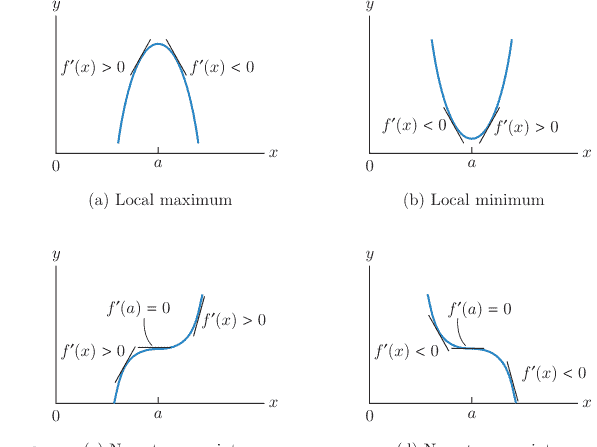 y
f′(x) > 0
f′(x) < 0
0
a
x
(a) Local maximum
y
f′(x) < 0
f′(x) > 0
0
a
x
(b) Local minimum
y
f′(a) = 0
f′(x) > 0
f′(x) > 0
0
a
x
y
f′(a) = 0
f′(x) < 0
f′(x) < 0
0
a
x